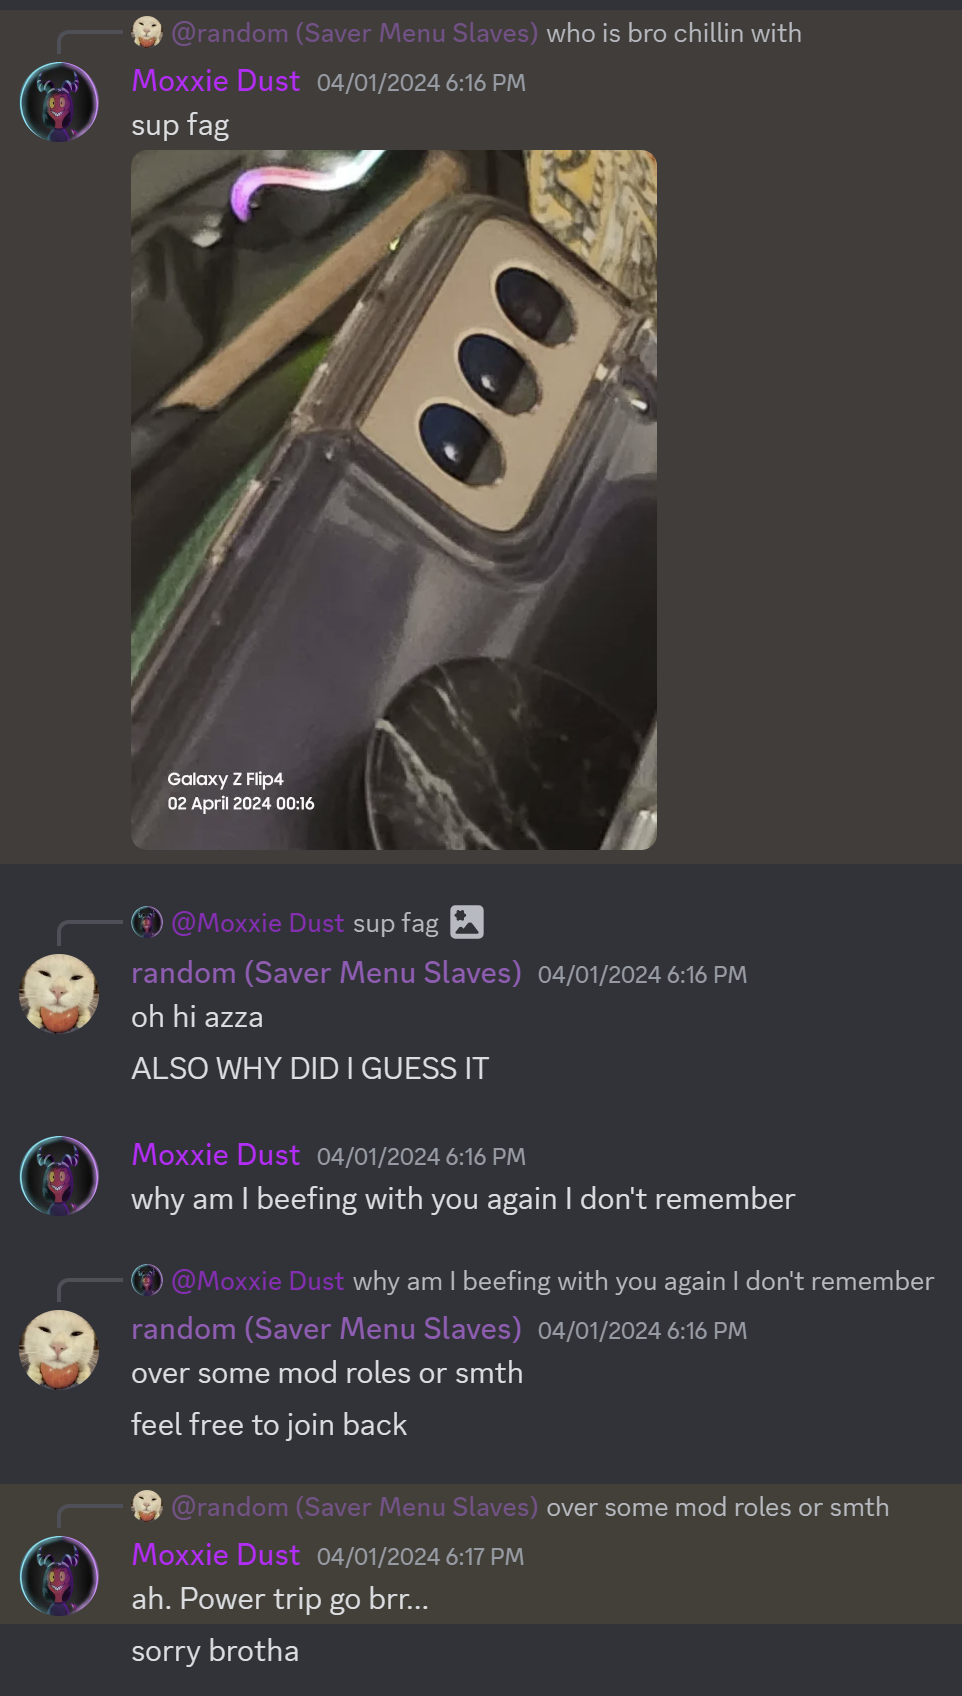 @random (Saver Menu Slaves) who is bro chillin with
Moxxie Dust 04/01/2024 6:16 PM
sup fag
Galaxy Z Flip4
02 April 2024 00:16
@Moxxie Dust sup fag
random (Saver Menu Slaves) 04/01/2024 6:16 PM
oh hi azza
ALSO WHY DID I GUESS IT
Moxxie Dust 04/01/2024 6:16 PM
why am I beefing with you again I don't remember
@Moxxie Dust why am I beefing with you again I don't remember
random (Saver Menu Slaves) 04/01/2024 6:16 PM
over some mod roles or smth
feel free to join back
@random (Saver Menu Slaves) over some mod roles or smth
Moxxie Dust 04/01/2024 6:17 PM
ah. Power trip go brr...
sorry brotha